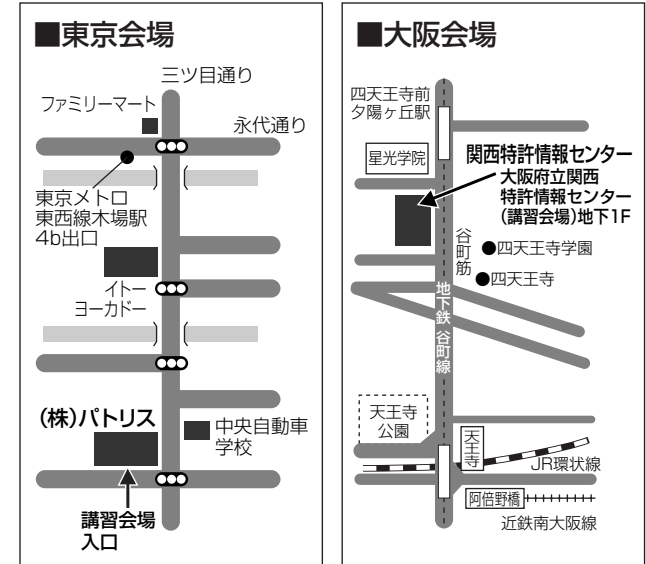 ■東京会場
三ツ目通り
ファミリーマート
永代通り
東京メトロ
東西線木場駅
4b出口
イトー
ヨーカドー
(株)パトリス
中央自動車
学校
講習会場
入口
■大阪会場
四天王寺前
夕陽ヶ丘駅
星光学院
関西特許情報センター
大阪府立関西
特許情報センター
(講習会場)地下1F
谷町筋
●四天王寺学園
●四天王寺
地下鉄 谷町線
天王寺
公園
天王寺
JR環状線
阿倍野橋
近鉄南大阪線